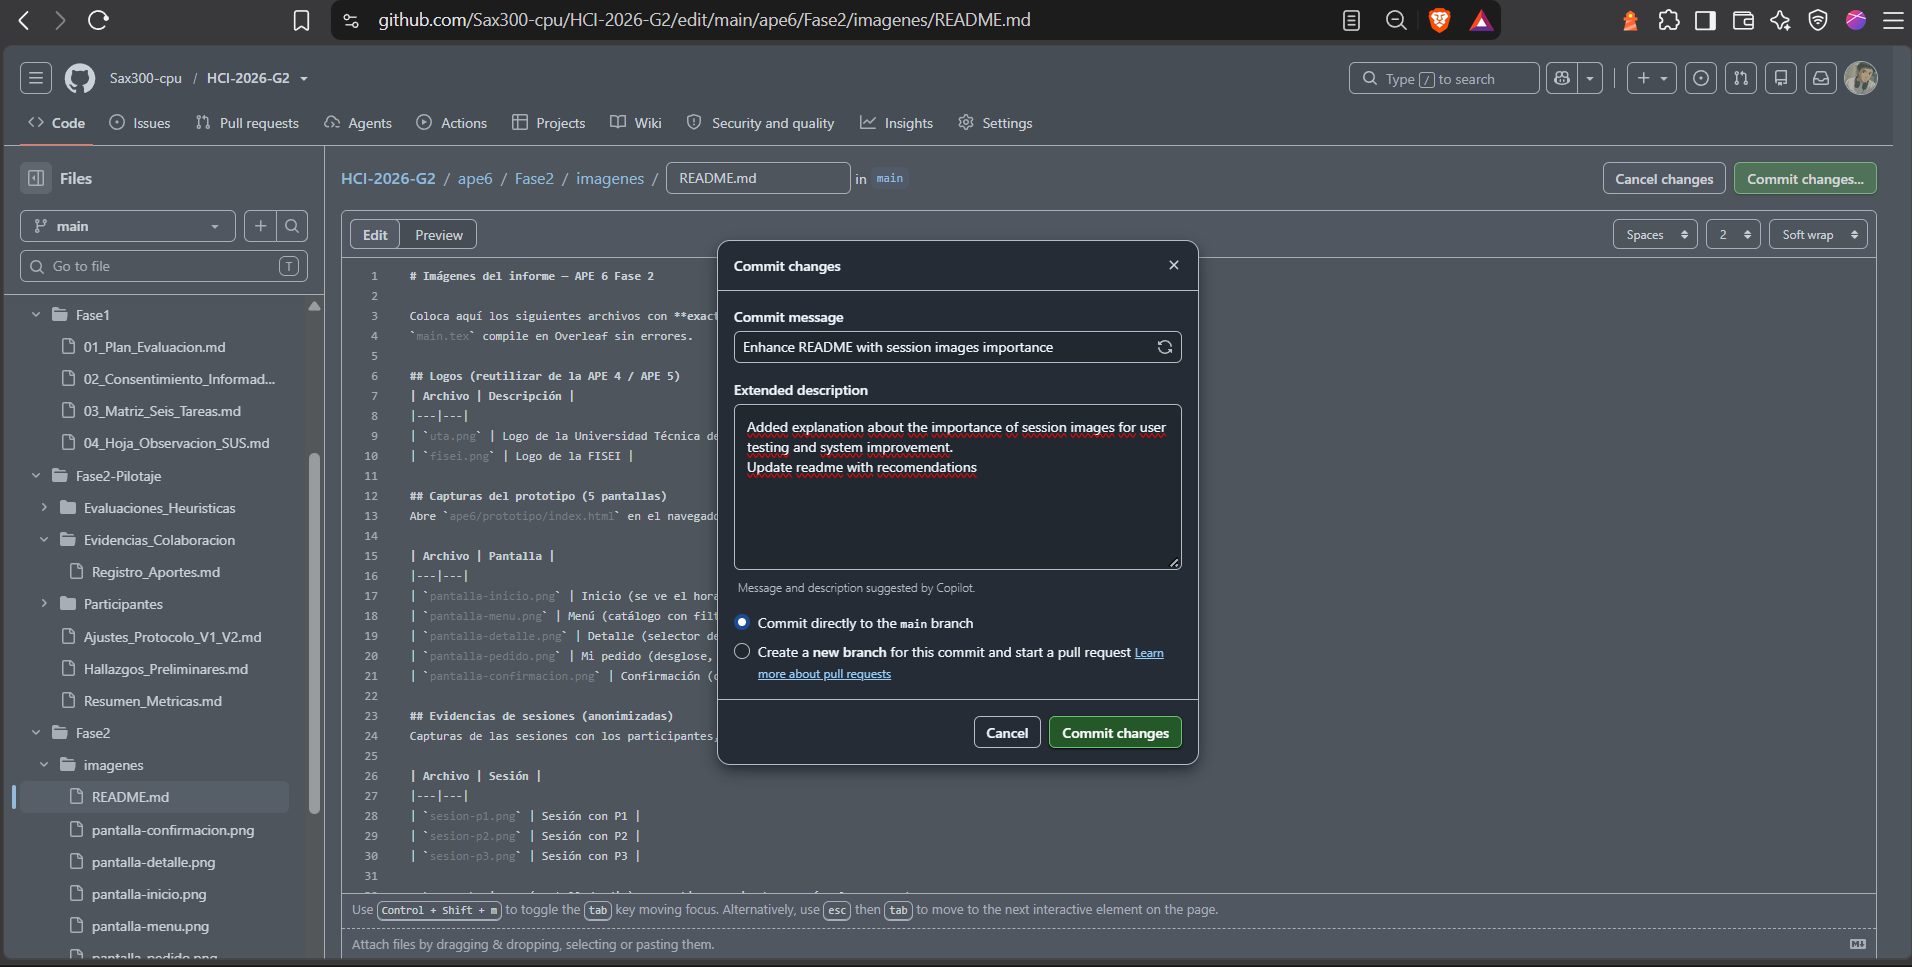 github.com/Sax300-cpu/HCI-2026-G2/edit/main/ape6/Fase2/imagenes/README.md
Sax300-cpu / HCI-2026-G2
Type / to search
Code
Issues
Pull requests
Agents
Actions
Projects
Wiki
Security and quality
Insights
Settings
Files
HCI-2026-G2 / ape6 / Fase2 / imagenes / README.md in main
Cancel changes
Commit changes...
main
Go to file
T
Edit
Preview
Spaces
2
Soft wrap
Fase1
01_Plan_Evaluacion.md
02_Consentimiento_Informad...
03_Matriz_Seis_Tareas.md
04_Hoja_Observacion_SUS.md
Fase2-Pilotaje
Evaluaciones_Heuristicas
Evidencias_Colaboracion
Registro_Aportes.md
Participantes
Ajustes_Protocolo_V1_V2.md
Hallazgos_Preliminares.md
Resumen_Metricas.md
Fase2
imagenes
README.md
pantalla-confirmacion.png
pantalla-detalle.png
pantalla-inicio.png
pantalla-menu.png
pantalla-pedido.png
1 # Imágenes del informe — APE 6 Fase 2
2
3 Coloca aquí los siguientes archivos con **exact
4 `main.tex` compile en Overleaf sin errores.
5
6 ## Logos (reutilizar de la APE 4 / APE 5)
7 | Archivo | Descripción |
8 |---|---|
9 | `uta.png` | Logo de la Universidad Técnica de
10 | `fisei.png` | Logo de la FISEI |
11
12 ## Capturas del prototipo (5 pantallas)
13 Abre `ape6/prototipo/index.html` en el navegado
14
15 | Archivo | Pantalla |
16 |---|---|
17 | `pantalla-inicio.png` | Inicio (se ve el hora
18 | `pantalla-menu.png` | Menú (catálogo con filt
19 | `pantalla-detalle.png` | Detalle (selector de
20 | `pantalla-pedido.png` | Mi pedido (desglose,
21 | `pantalla-confirmacion.png` | Confirmación (
22
23 ## Evidencias de sesiones (anonimizadas)
24 Capturas de las sesiones con los participantes,
25
26 | Archivo | Sesión |
27 |---|---|
28 | `sesion-p1.png` | Sesión con P1 |
29 | `sesion-p2.png` | Sesión con P2 |
30 | `sesion-p3.png` | Sesión con P3 |
31
Commit changes
Commit message
Enhance README with session images importance
Extended description
Added explanation about the importance of session images for user
testing and system improvement.
Update readme with recomendations
Message and description suggested by Copilot.
Commit directly to the main branch
Create a new branch for this commit and start a pull request Learn
more about pull requests
Cancel
Commit changes
Use Control + Shift + m to toggle the tab key moving focus. Alternatively, use esc then tab to move to the next interactive element on the page.
Attach files by dragging & dropping, selecting or pasting them.